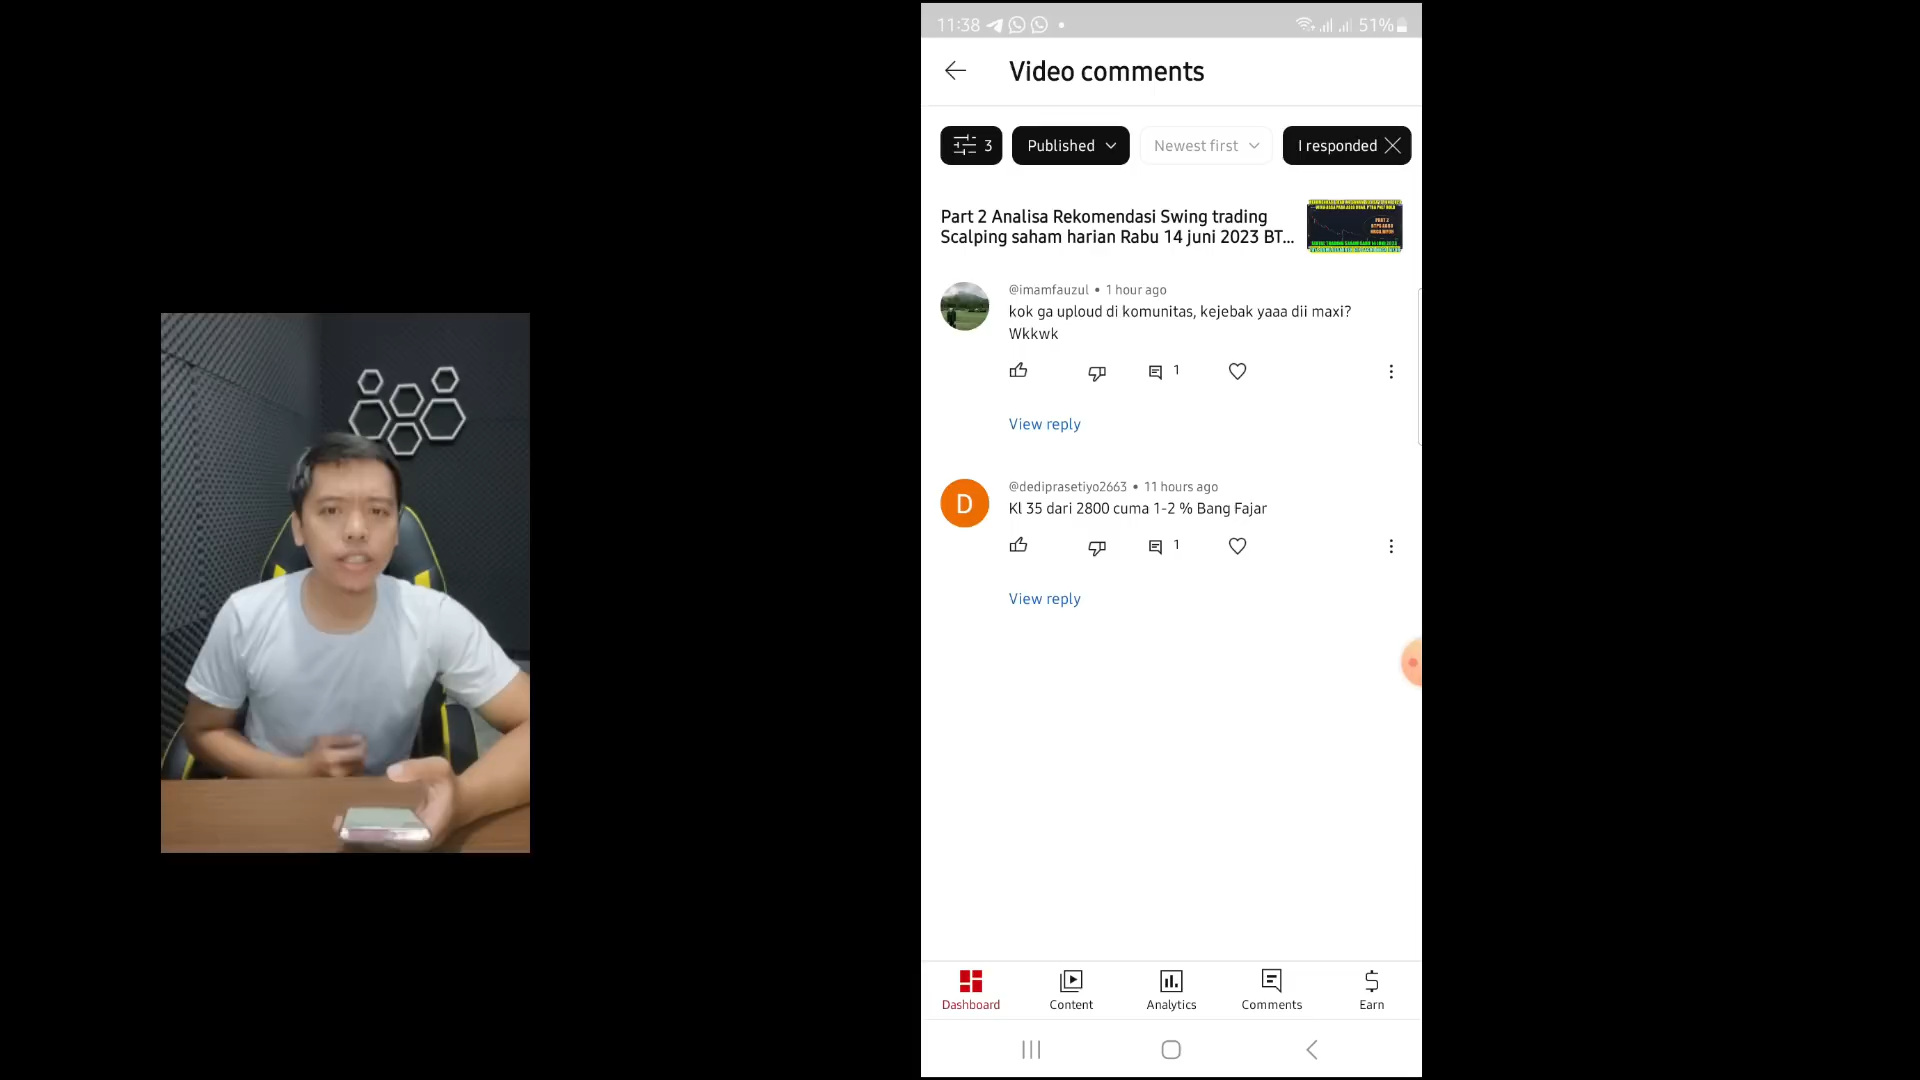 11:38
51%
Video comments
3
Published
Newest first
I responded
Part 2 Analisa Rekomendasi Swing trading
Scalping saham harian Rabu 14 juni 2023 BT...
@imamfauzul • 1 hour ago
kok ga uploud di komunitas, kejebak yaaa dii maxi?
Wkkwk
1
View reply
D
@dediprasetiyo2663 • 11 hours ago
Kl 35 dari 2800 cuma 1-2 % Bang Fajar
1
View reply
Dashboard
Content
Analytics
Comments
Earn